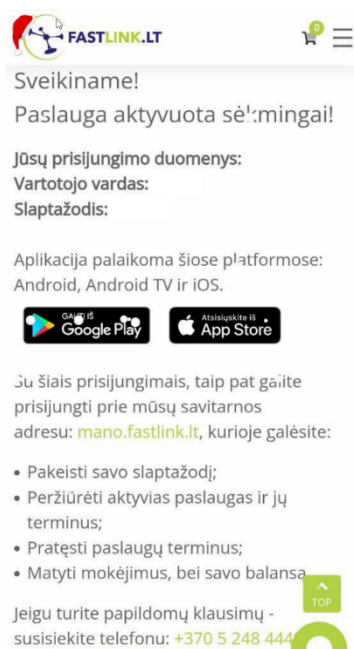 FASTLINK.LT
0
Sveikiname!
Paslauga aktyvuota sėkmingai!
Jūsų prisijungimo duomenys:
Vartotojo vardas:
Slaptažodis:
Aplikacija palaikoma šiose platformose:
Android, Android TV ir iOS.
GAUTI IŠ
Google Play
Atsisiųskite iš
App Store
Su šiais prisijungimais, taip pat galite
prisijungti prie mūsų savitarnos
adresu: mano.fastlink.lt, kurioje galėsite:
• Pakeisti savo slaptažodį;
• Peržiūrėti aktyvias paslaugas ir jų
terminus;
• Pratęsti paslaugų terminus;
• Matyti mokėjimus, bei savo balansą
TOP
Jeigu turite papildomų klausimų -
susisiekite telefonu: +370 5 248 444